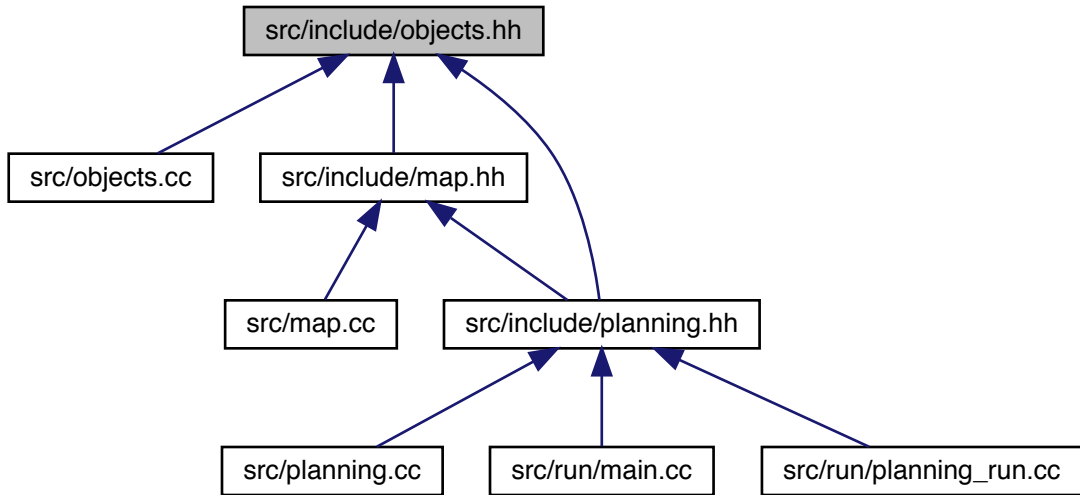 src/include/objects.hh
src/objects.cc
src/include/map.hh
src/map.cc
src/include/planning.hh
src/planning.cc
src/run/main.cc
src/run/planning_run.cc